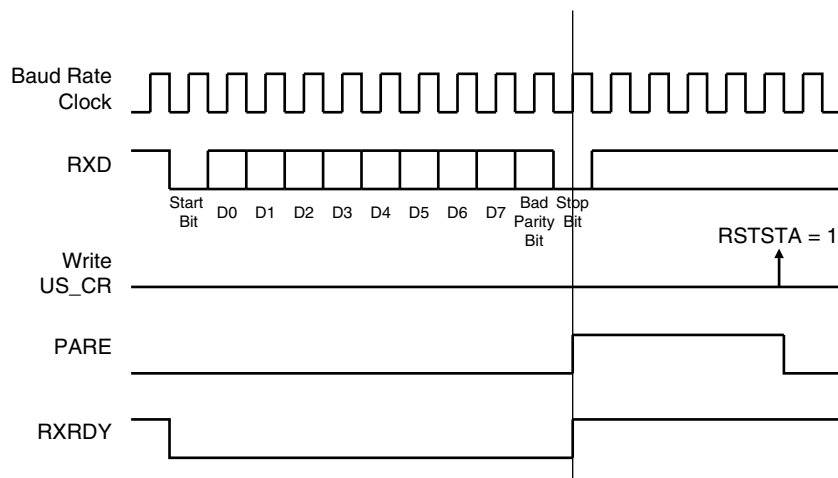 Baud Rate
Clock
RXD
Start
Bit
D0
D1
D2
D3
D4
D5
D6
D7
Bad
Parity
Bit
Stop
Bit
RSTSTA = 1
Write
US_CR
PARE
RXRDY